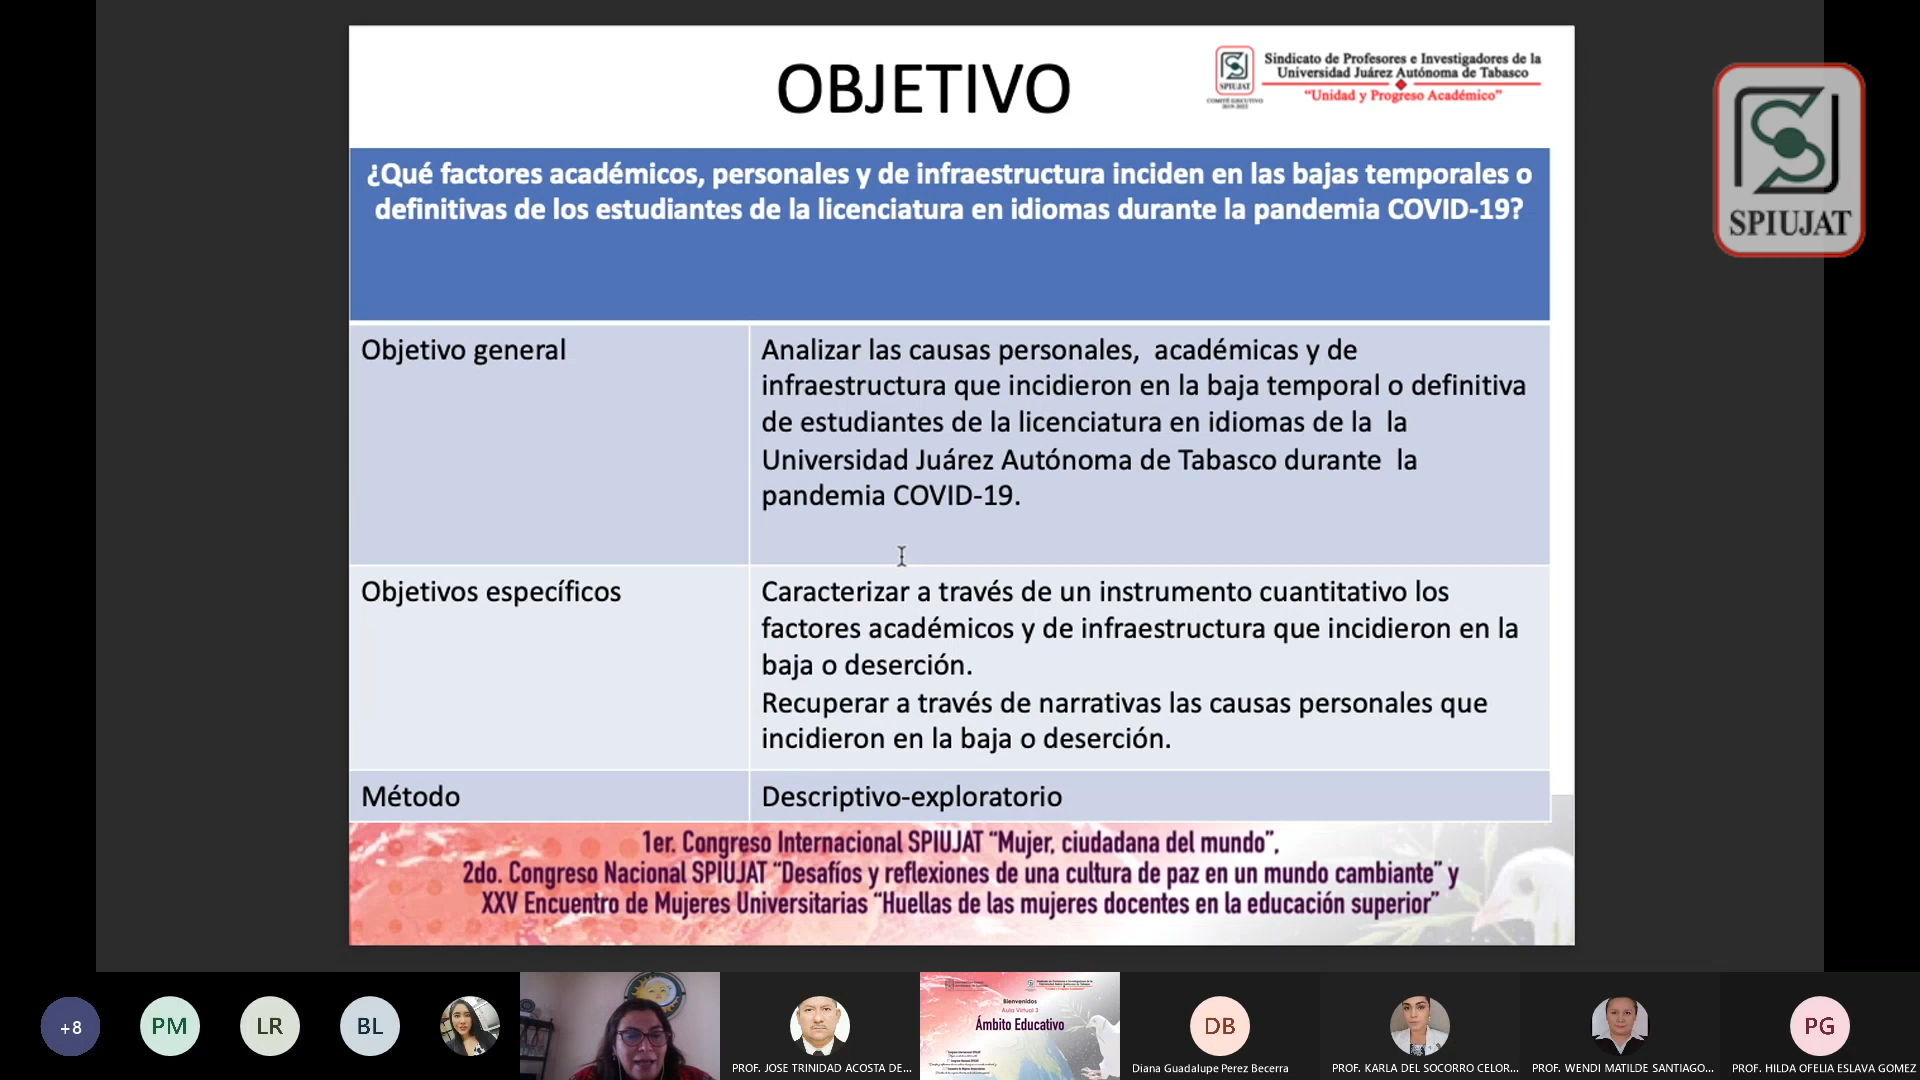 OBJETIVO
Sindicato de Profesores e Investigadores de la
Universidad Juárez Autónoma de Tabasco
"Unidad y Progreso Académico"
SPIUJAT
COMITÉ EJECUTIVO
2019-2022
SPIUJAT
¿Qué factores académicos, personales y de infraestructura inciden en las bajas temporales o
definitivas de los estudiantes de la licenciatura en idiomas durante la pandemia COVID-19?
Objetivo general
Analizar las causas personales,  académicas y de
infraestructura que incidieron en la baja temporal o definitiva
de estudiantes de la licenciatura en idiomas de la  la
Universidad Juárez Autónoma de Tabasco durante  la
pandemia COVID-19.
Objetivos específicos
Caracterizar a través de un instrumento cuantitativo los
factores académicos y de infraestructura que incidieron en la
baja o deserción.
Recuperar a través de narrativas las causas personales que
incidieron en la baja o deserción.
Método
Descriptivo-exploratorio
1er. Congreso Internacional SPIUJAT "Mujer, ciudadana del mundo",
2do. Congreso Nacional SPIUJAT "Desafíos y reflexiones de una cultura de paz en un mundo cambiante" y
XXV Encuentro de Mujeres Universitarias "Huellas de las mujeres docentes en la educación superior"
+8
PM
LR
BL
PROF. JOSE TRINIDAD ACOSTA DE...
Bienvenidos
Aula Virtual 3
Ámbito Educativo
DB
Diana Guadalupe Perez Becerra
PROF. KARLA DEL SOCORRO CELOR...
PROF. WENDI MATILDE SANTIAGO...
PG
PROF. HILDA OFELIA ESLAVA GOMEZ